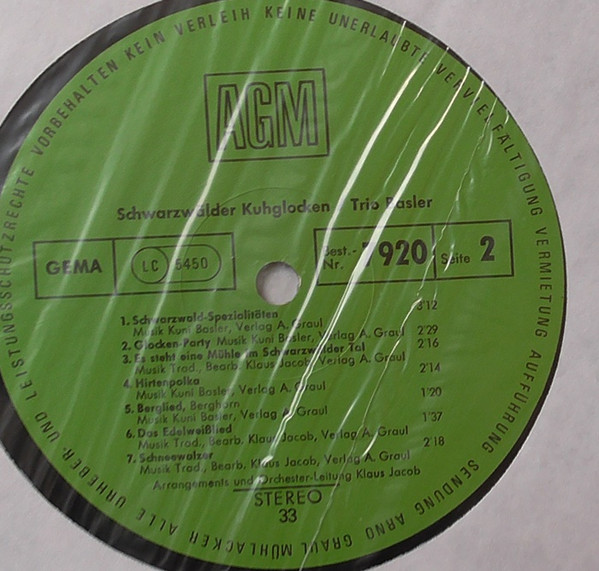 ALLE URHEBER UND LEISTUNGSSCHUTZRECHTE VORBEHALTEN KEIN VERLEIH KEINE UNERLAUBTE VERVIELFÄLTIGUNG VERMIETUNG AUFFÜHRUNG SENDUNG ARNO GRAUL MÜHLACKER
AGM
Schwarzwälder Kuhglocken Trio Basler
GEMA LC 5450 Best.-Nr. 920 Seite 2
1. Schwarzwald-Spezialitäten 3'12
Musik Kuni Basler, Verlag A. Graul
2. Glocken-Party Musik Kuni Basler, Verlag A. Graul 2'29
3. Es steht eine Mühle im Schwarzwälder Tal 2'16
Musik Trad., Bearb. Klaus Jacob, Verlag A. Graul
4. Hirtenpolka 2'14
Musik Kuni Basler, Verlag A. Graul
5. Berglied, Berghorn 1'20
Musik Kuni Basler, Verlag A. Graul
6. Das Edelweißlied 1'37
Musik Trad., Bearb. Klaus Jacob, Verlag A. Graul
7. Schneewalzer 2'18
Musik Trad., Bearb. Klaus Jacob, Verlag A. Graul
Arrangements und Orchester-Leitung Klaus Jacob
STEREO
33